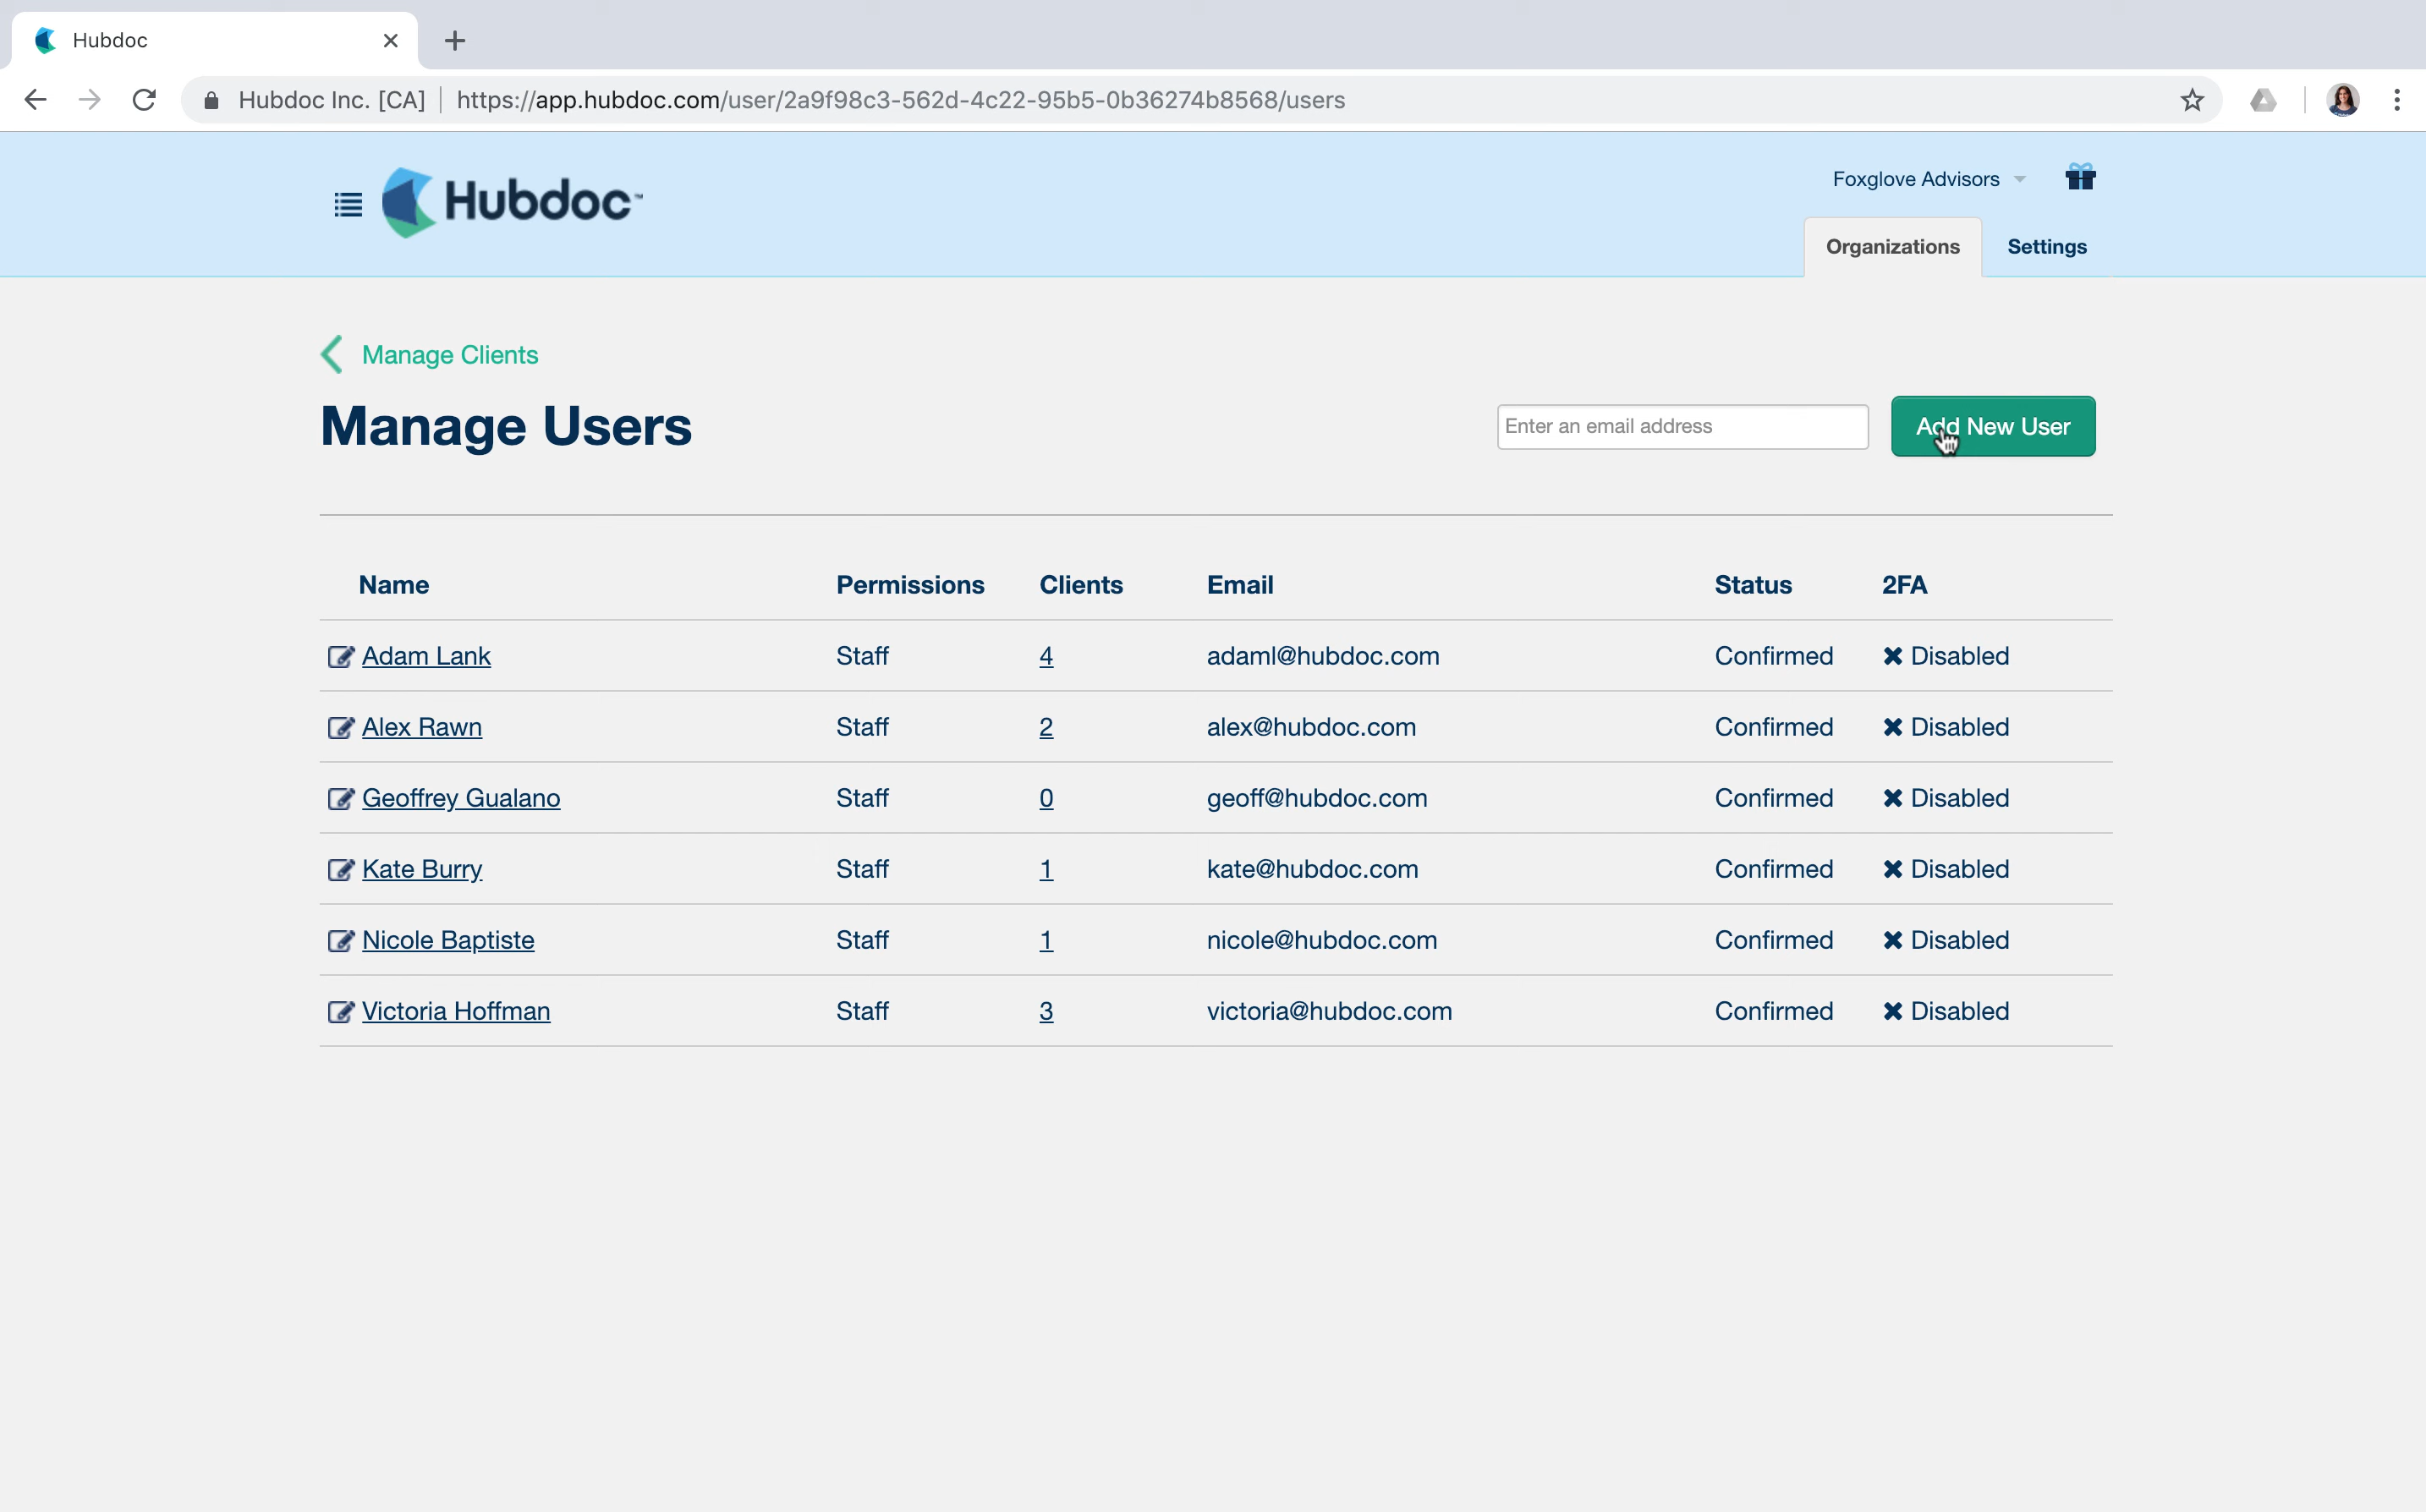 Hubdoc
Hubdoc Inc. [CA] | https://app.hubdoc.com/user/2a9f98c3-562d-4c22-95b5-0b36274b8568/users
Hubdoc™
Foxglove Advisors
Organizations Settings
Manage Clients
Manage Users
Enter an email address Add New User
Name Permissions Clients Email Status 2FA
Adam Lank Staff 4 adaml@hubdoc.com Confirmed ✖ Disabled
Alex Rawn Staff 2 alex@hubdoc.com Confirmed ✖ Disabled
Geoffrey Gualano Staff 0 geoff@hubdoc.com Confirmed ✖ Disabled
Kate Burry Staff 1 kate@hubdoc.com Confirmed ✖ Disabled
Nicole Baptiste Staff 1 nicole@hubdoc.com Confirmed ✖ Disabled
Victoria Hoffman Staff 3 victoria@hubdoc.com Confirmed ✖ Disabled